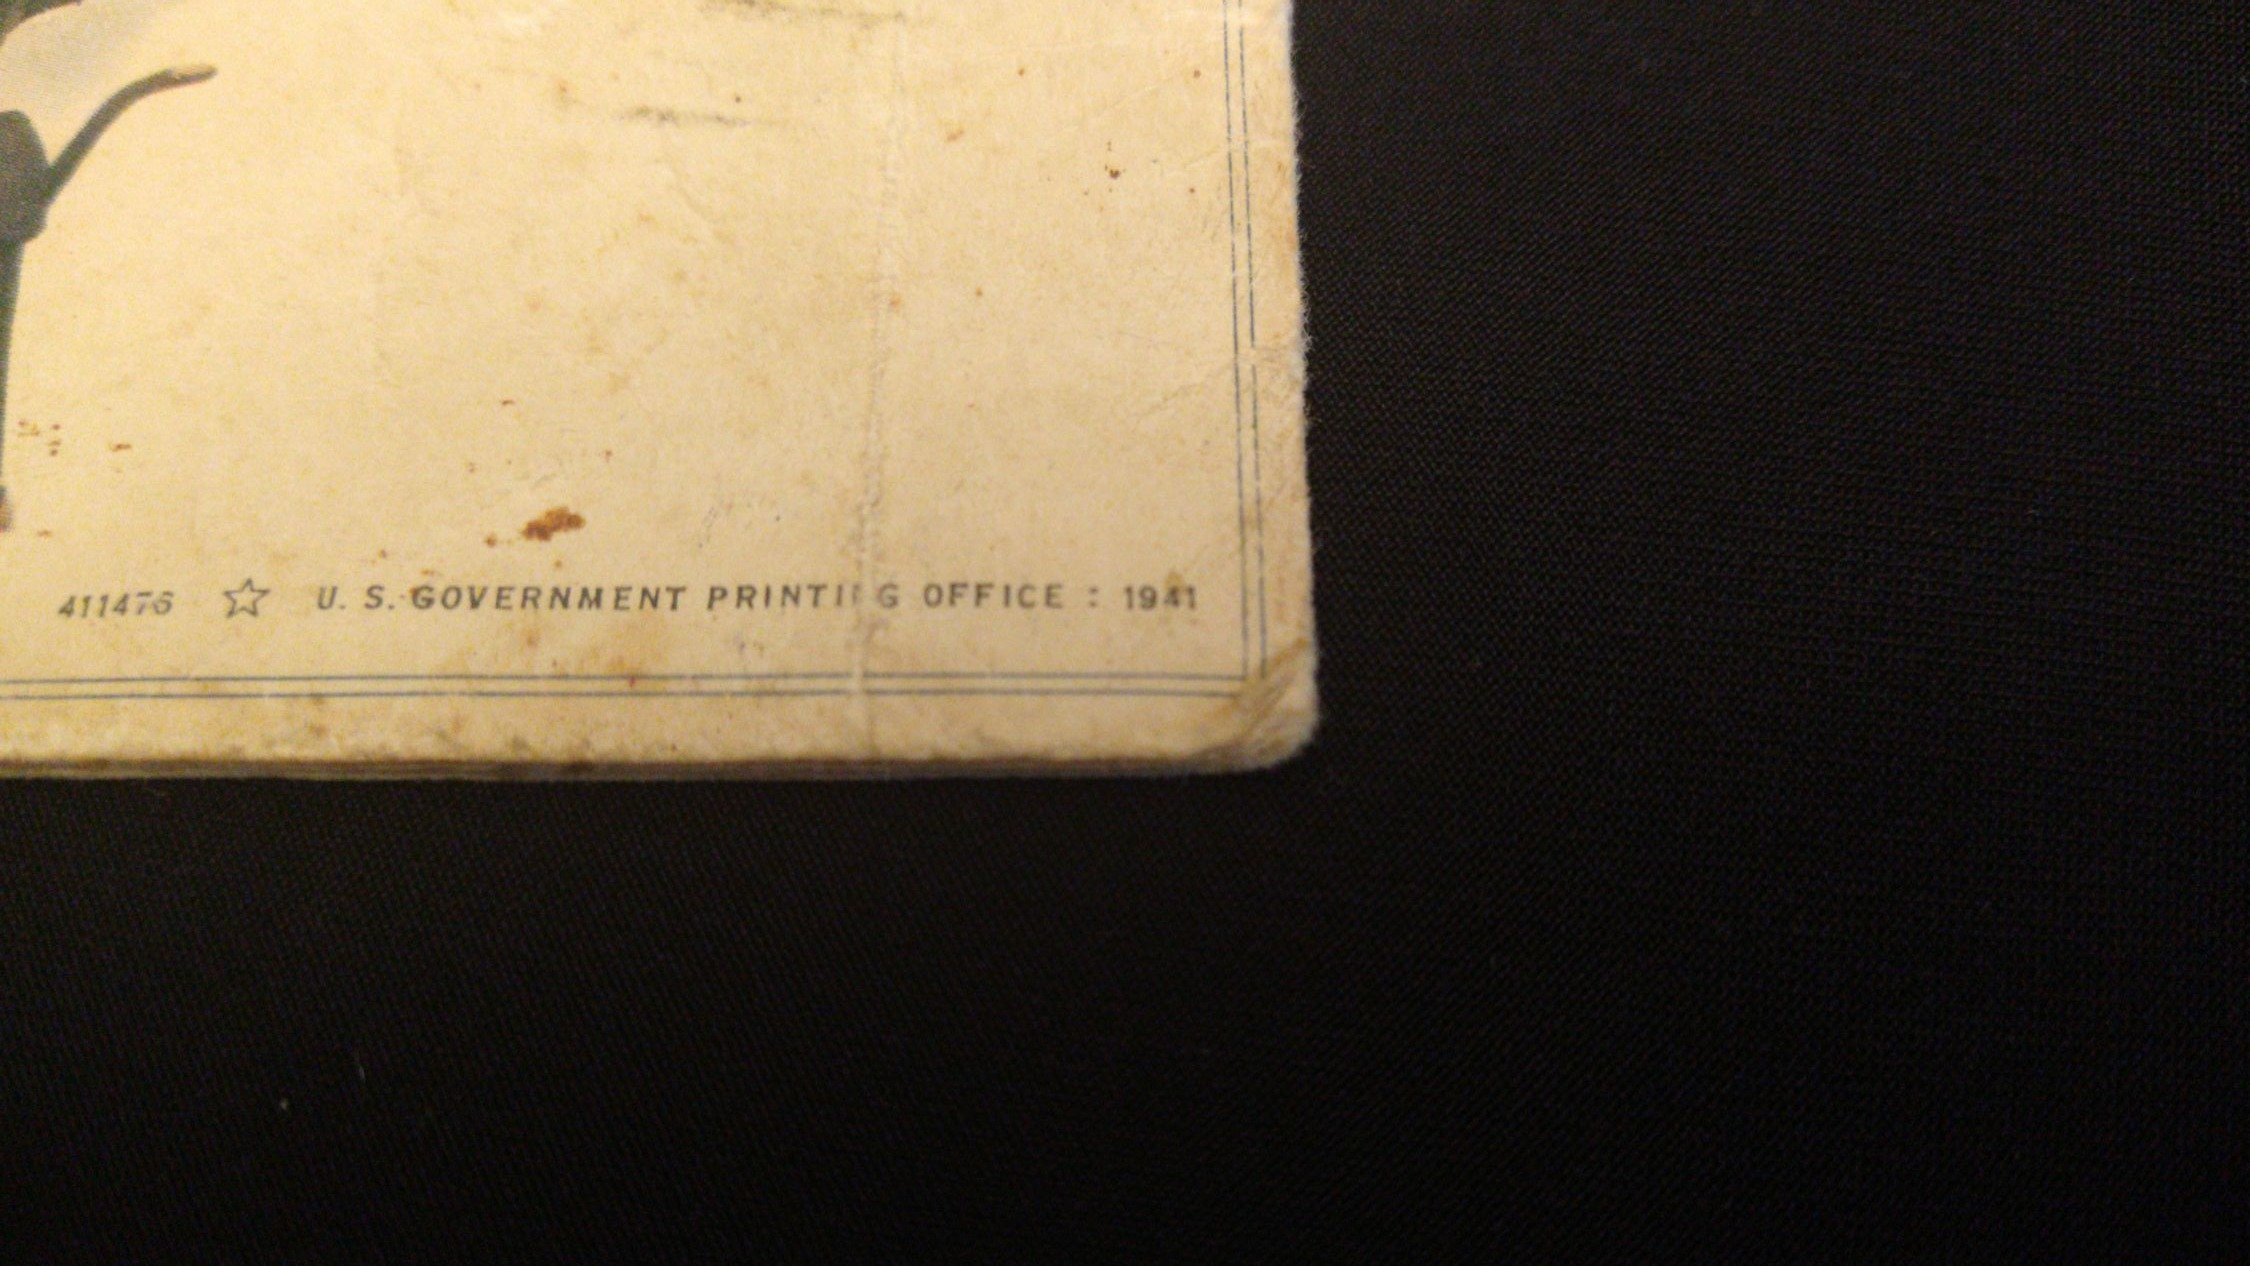 411476 ☆ U. S. GOVERNMENT PRINTING OFFICE : 1941